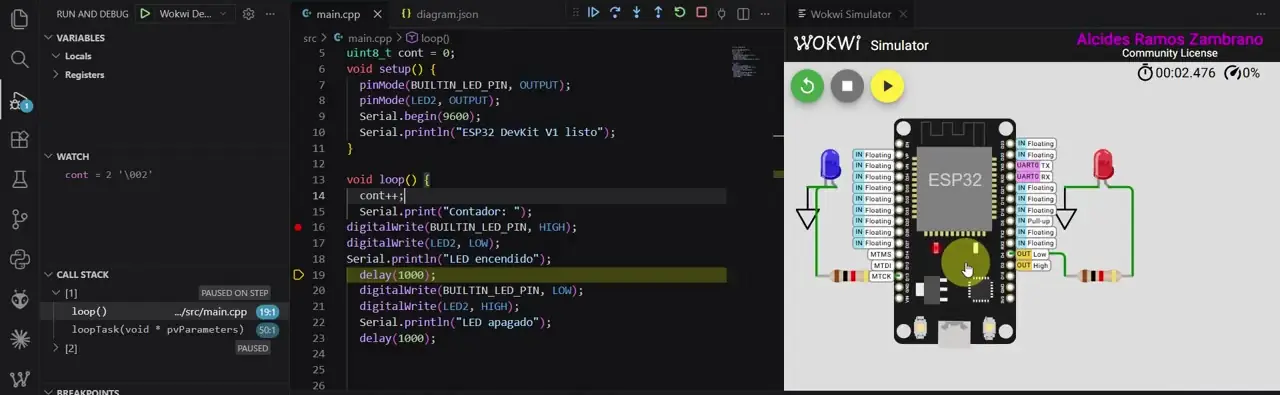 RUN AND DEBUG
Wokwi De...
VARIABLES
Locals
Registers
WATCH
cont = 2 '\002'
CALL STACK
[1]
PAUSED ON STEP
loop()
.../src/main.cpp
19:1
loopTask(void * pvParameters)
50:1
[2]
PAUSED
BREAKPOINTS
1
main.cpp
diagram.json
src > main.cpp > loop()
5 uint8_t cont = 0;
6 void setup() {
7 pinMode(BUILTIN_LED_PIN, OUTPUT);
8 pinMode(LED2, OUTPUT);
9 Serial.begin(9600);
10 Serial.println("ESP32 DevKit V1 listo");
11 }
12
13 void loop() {
14 cont++;
15 Serial.print("Contador: ");
16 digitalWrite(BUILTIN_LED_PIN, HIGH);
17 digitalWrite(LED2, LOW);
18 Serial.println("LED encendido");
19 delay(1000);
20 digitalWrite(BUILTIN_LED_PIN, LOW);
21 digitalWrite(LED2, HIGH);
22 Serial.println("LED apagado");
23 delay(1000);
24
25
26
Wokwi Simulator
WOKWi Simulator
Alcides Ramos Zambrano
Community License
00:02.476
0%
IN Floating
IN Floating
IN Floating
IN Floating
IN Floating
IN Floating
IN Floating
IN Floating
IN Floating
MTMS
MTDI
MTCK
ESP32
IN Floating
IN Floating
UART0 TX
UART0 RX
IN Floating
IN Floating
IN Floating
IN Pull-up
IN Floating
IN Floating
OUT Low
OUT High